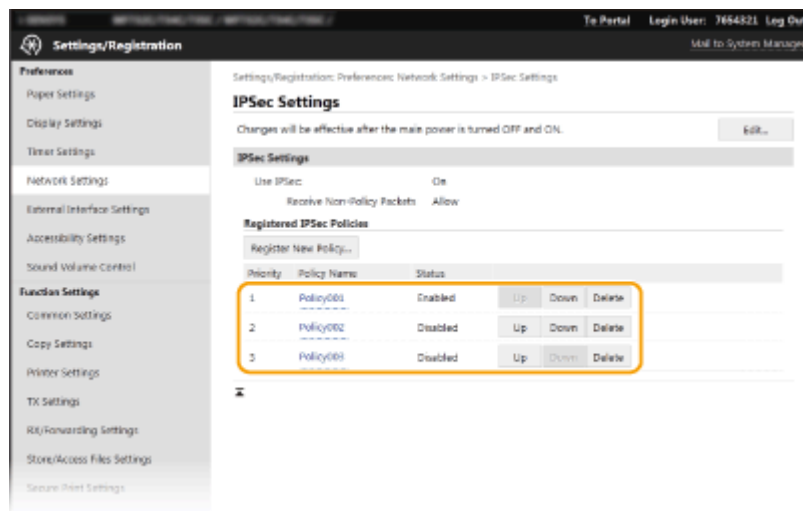 To Portal Login User: 7654321 Log Ou
Settings/Registration
Mail to System Manage
Preferences
Paper Settings
Display Settings
Timer Settings
Network Settings
External Interface Settings
Accessibility Settings
Sound Volume Control
Function Settings
Common Settings
Copy Settings
Printer Settings
TX Settings
RX/Forwarding Settings
Store/Access Files Settings
Secure Print Settings
Settings/Registration: Preferences: Network Settings > IPSec Settings
IPSec Settings
Changes will be effective after the main power is turned OFF and ON.
Edit...
IPSec Settings
Use IPSec: On
Receive Non-Policy Packets Allow
Registered IPSec Policies
Register New Policy...
Priority Policy Name Status
1 Policy001 Enabled Up Down Delete
2 Policy002 Disabled Up Down Delete
3 Policy003 Disabled Up Down Delete